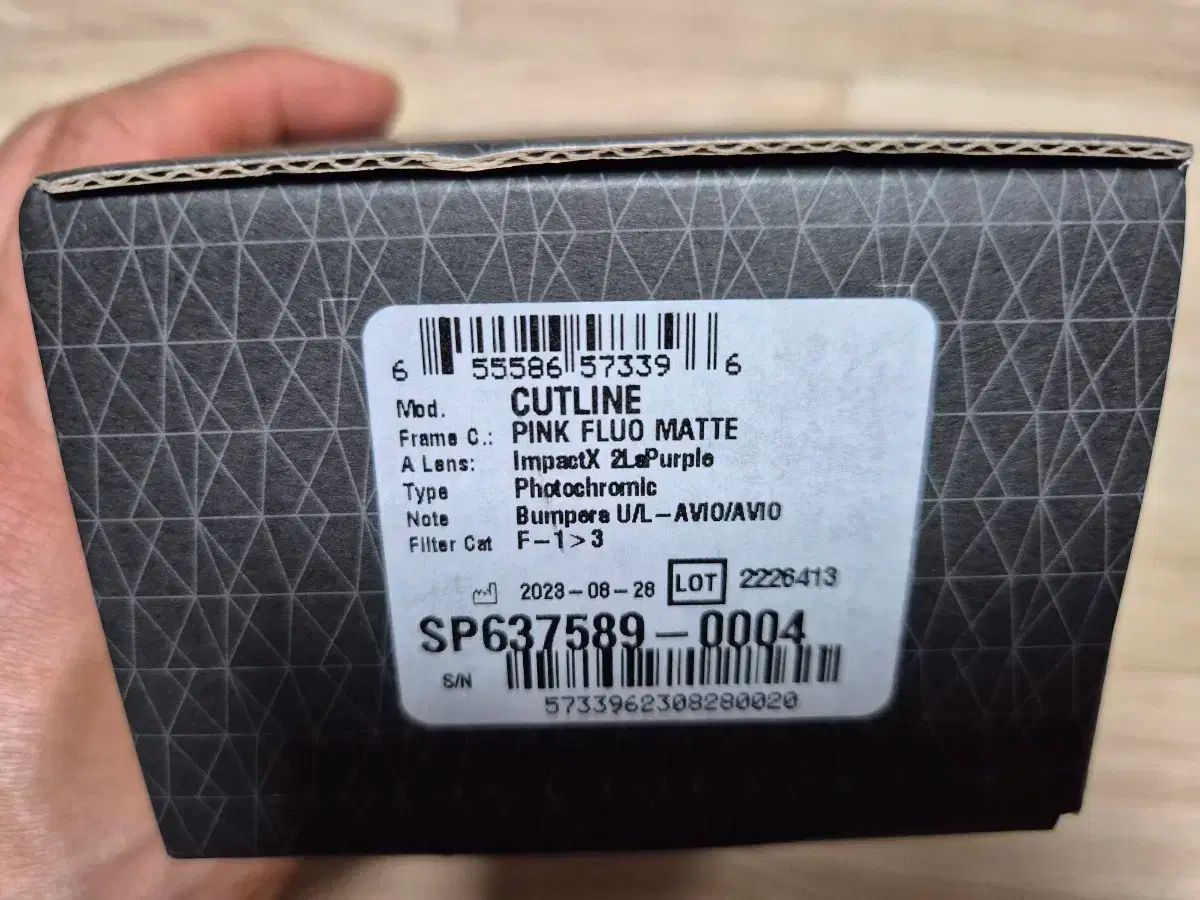 6 55586 57339 6
Mod. CUTLINE
Frame C.: PINK FLUO MATTE
A Lens: ImpactX 2LsPurple
Type Photochromic
Note Bumpers U/L-AVIO/AVIO
Filter Cat F-1>3
2023-08-28 LOT 2226413
SP637589-0004
S/N
5733962308280020